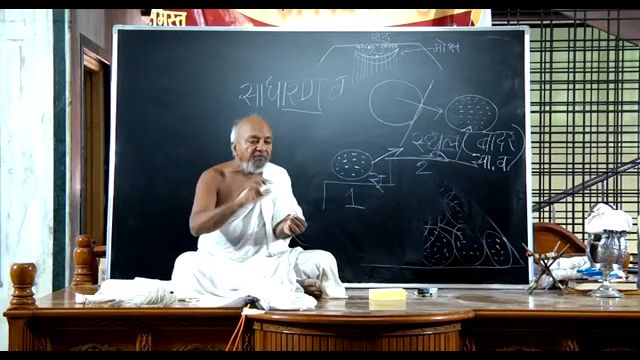 सिद्ध
मोक्ष
साधारण व
स्थूल (बादर)
सा.व.
1
2